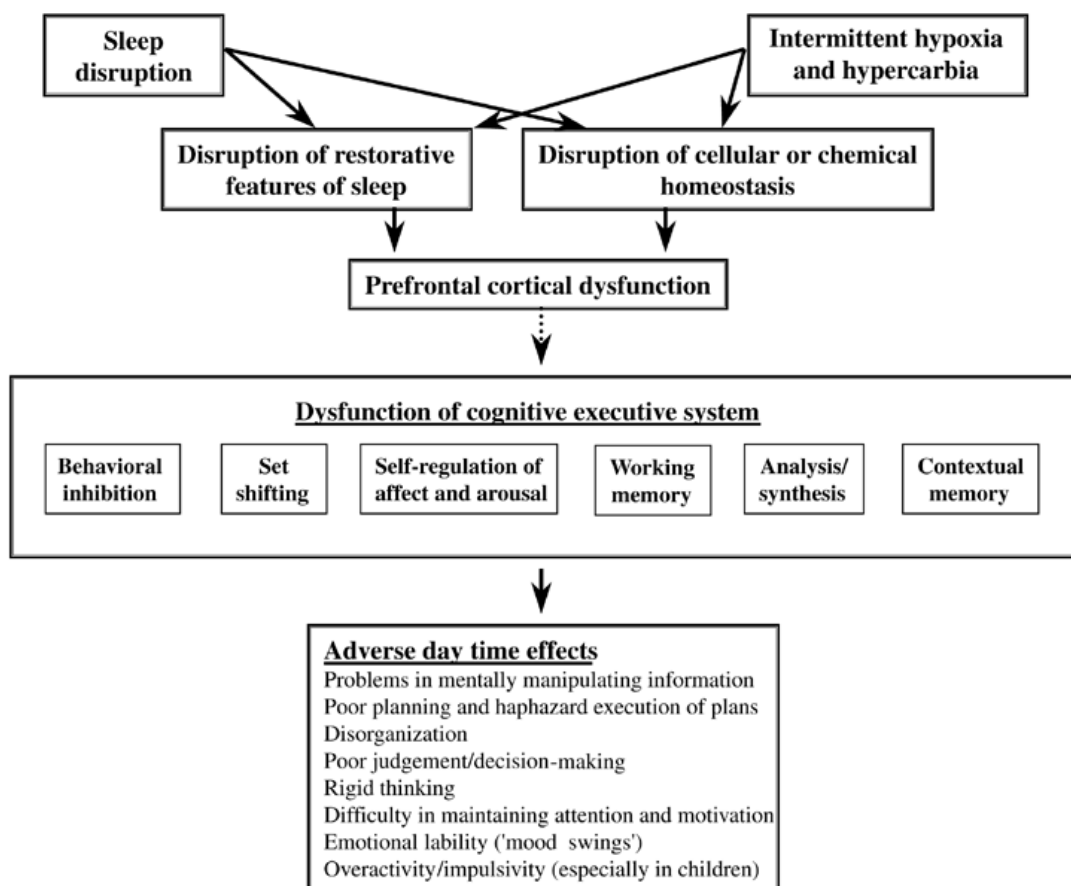 Sleep
disruption
Intermittent hypoxia
and hypercarbia
Disruption of restorative
features of sleep
Disruption of cellular or chemical
homeostasis
Prefrontal cortical dysfunction
Dysfunction of cognitive executive system
Behavioral
inhibition
Set
shifting
Self-regulation of
affect and arousal
Working
memory
Analysis/
synthesis
Contextual
memory
Adverse day time effects
Problems in mentally manipulating information
Poor planning and haphazard execution of plans
Disorganization
Poor judgement/decision-making
Rigid thinking
Difficulty in maintaining attention and motivation
Emotional lability ('mood swings')
Overactivity/impulsivity (especially in children)